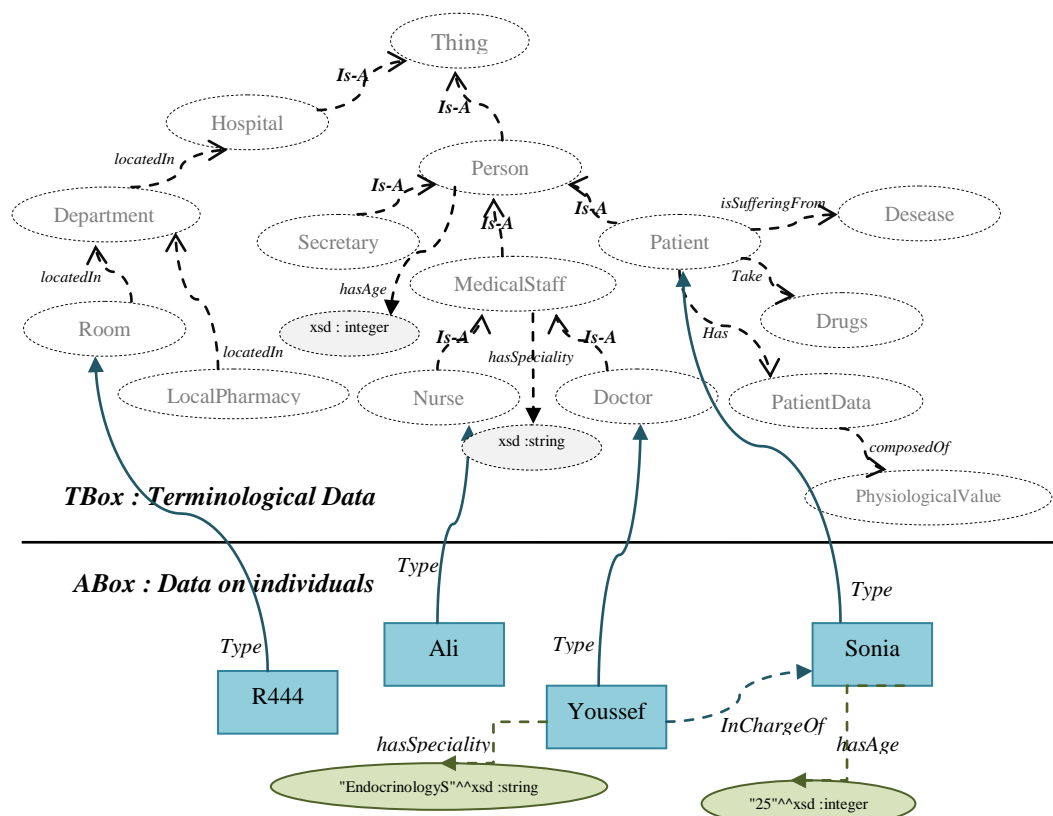 Thing
Is-A
Is-A
Hospital
locatedIn
Person
Is-A
Is-A
isSufferingFrom
Department
Secretary
Is-A
Patient
Desease
locatedIn
hasAge
MedicalStaff
Take
Room
xsd : integer
Is-A
hasSpeciality
Is-A
Has
Drugs
locatedIn
LocalPharmacy
Nurse
Doctor
PatientData
xsd :string
composedOf
TBox : Terminological Data
PhysiologicalValue
ABox : Data on individuals
Type
Type
Type
Type
Ali
Sonia
R444
Youssef
InChargeOf
hasSpeciality
hasAge
"EndocrinologyS"^^xsd :string
"25"^^xsd :integer